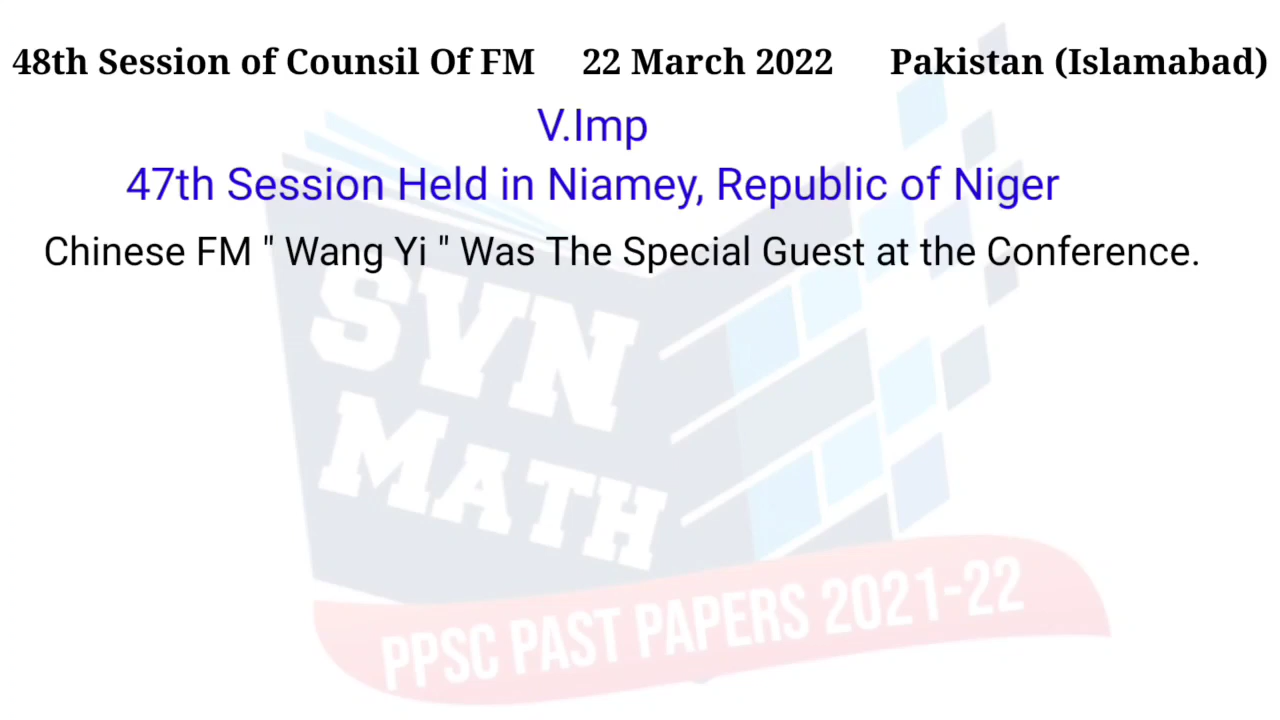 48th Session of Counsil Of FM 22 March 2022 Pakistan (Islamabad)
V.Imp
47th Session Held in Niamey, Republic of Niger
Chinese FM " Wang Yi " Was The Special Guest at the Conference.
SVN
MATH
PPSC PAST PAPERS 2021-22